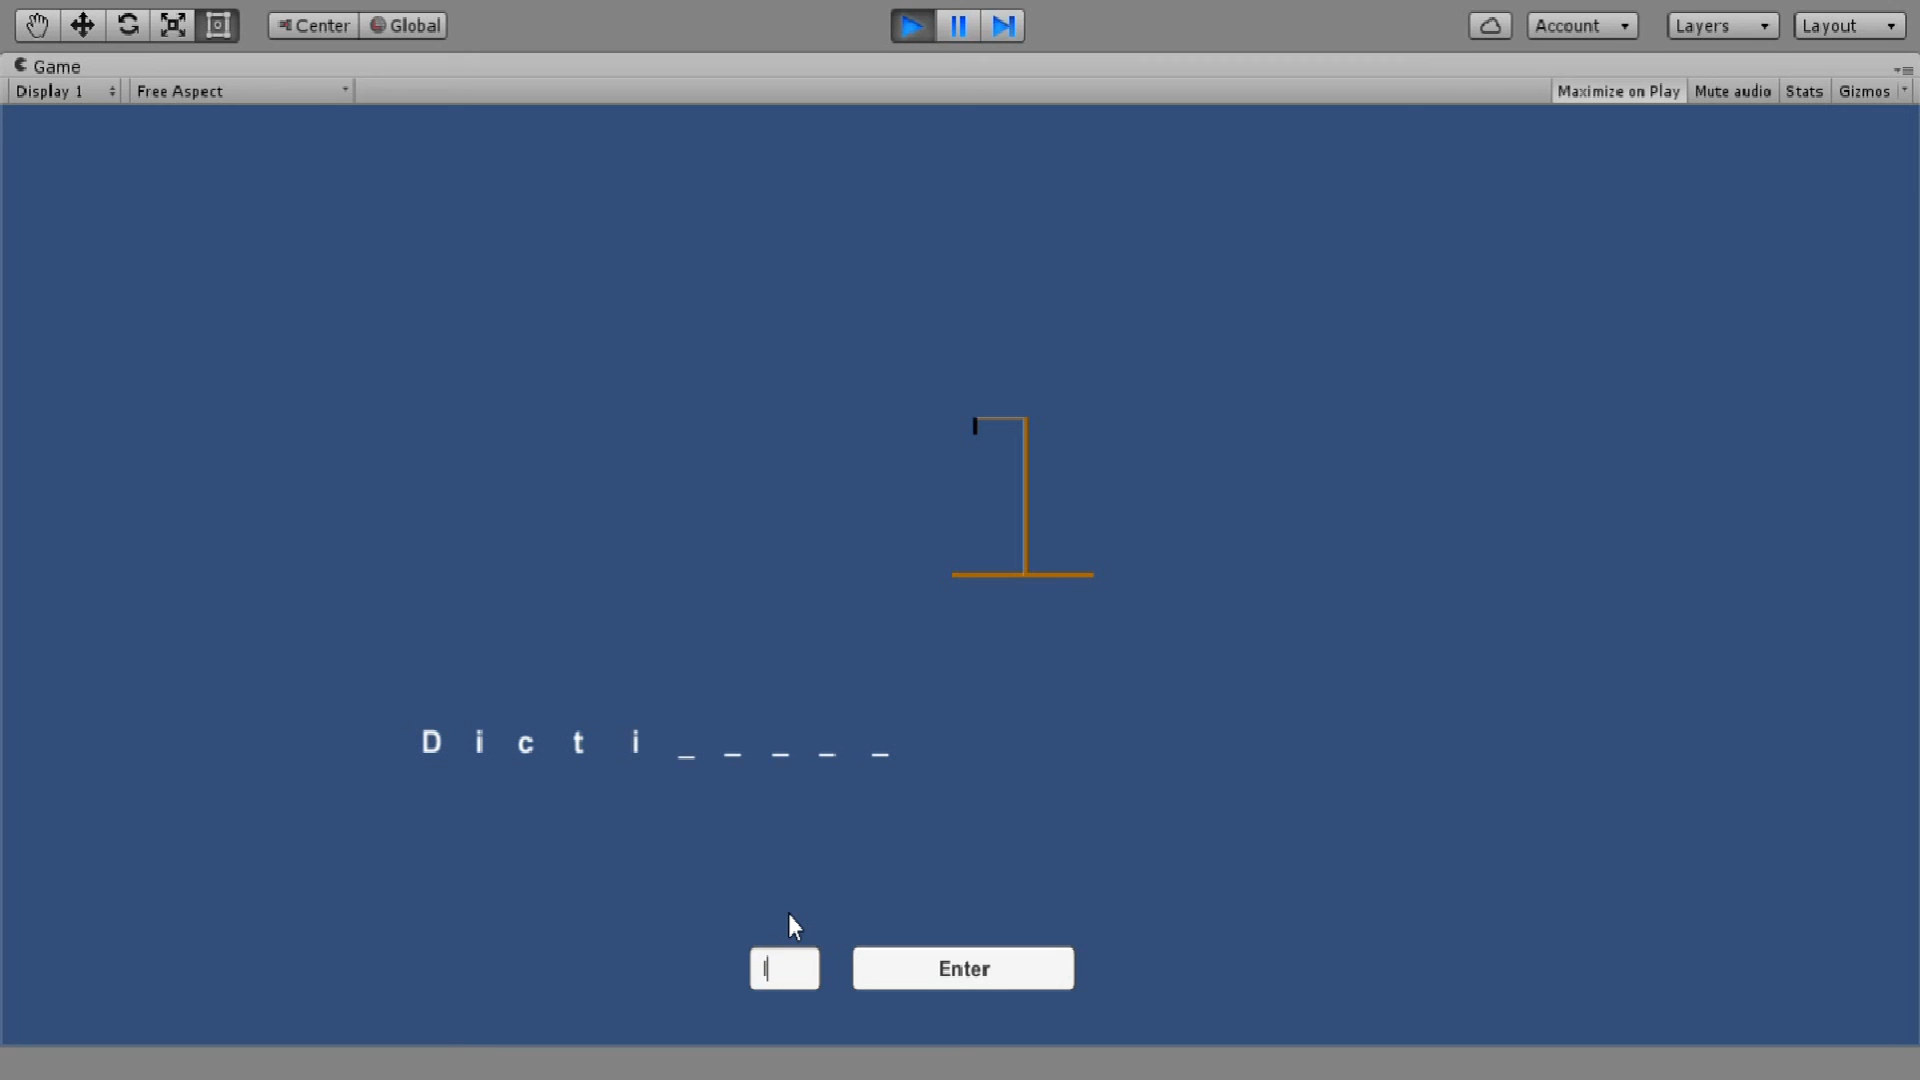 Center Global Account Layers Layout
Game
Display 1 Free Aspect Maximize on Play Mute audio Stats Gizmos
D i c t i _ _ _ _ _
Enter